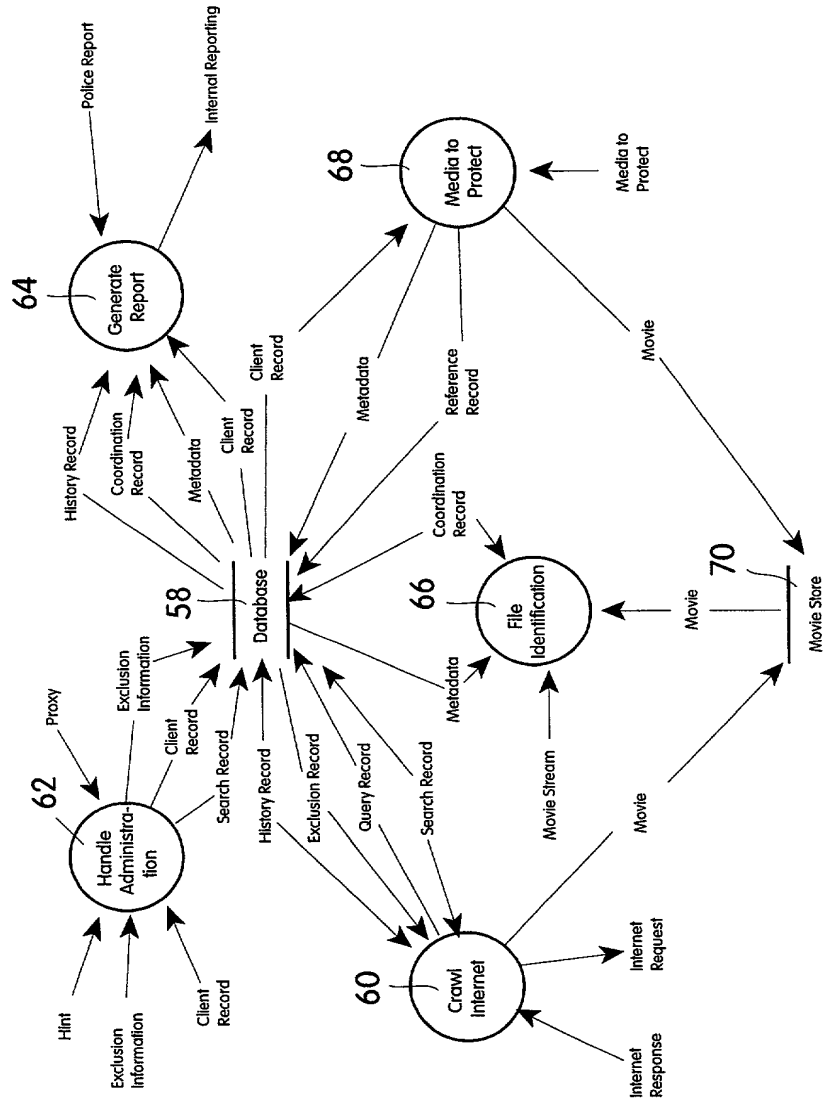 Hint
Exclusion
Information
Client
Record
62
Handle
Administra-
tion
Proxy
Exclusion
Information
Client
Record
Search Record
History Record
Coordination
Record
Metadata
Client
Record
64
Generate
Report
Police Report
Internal Reporting
58
Database
Client
Record
History Record
Exclusion Record
Query Record
Search Record
60
Crawl
Internet
Internet
Response
Internet
Request
Metadata
Reference
Record
Coordination
Record
68
Media to
Protect
Media to
Protect
66
File
Identification
Metadata
Movie Stream
Movie
Movie
Movie
70
Movie Store